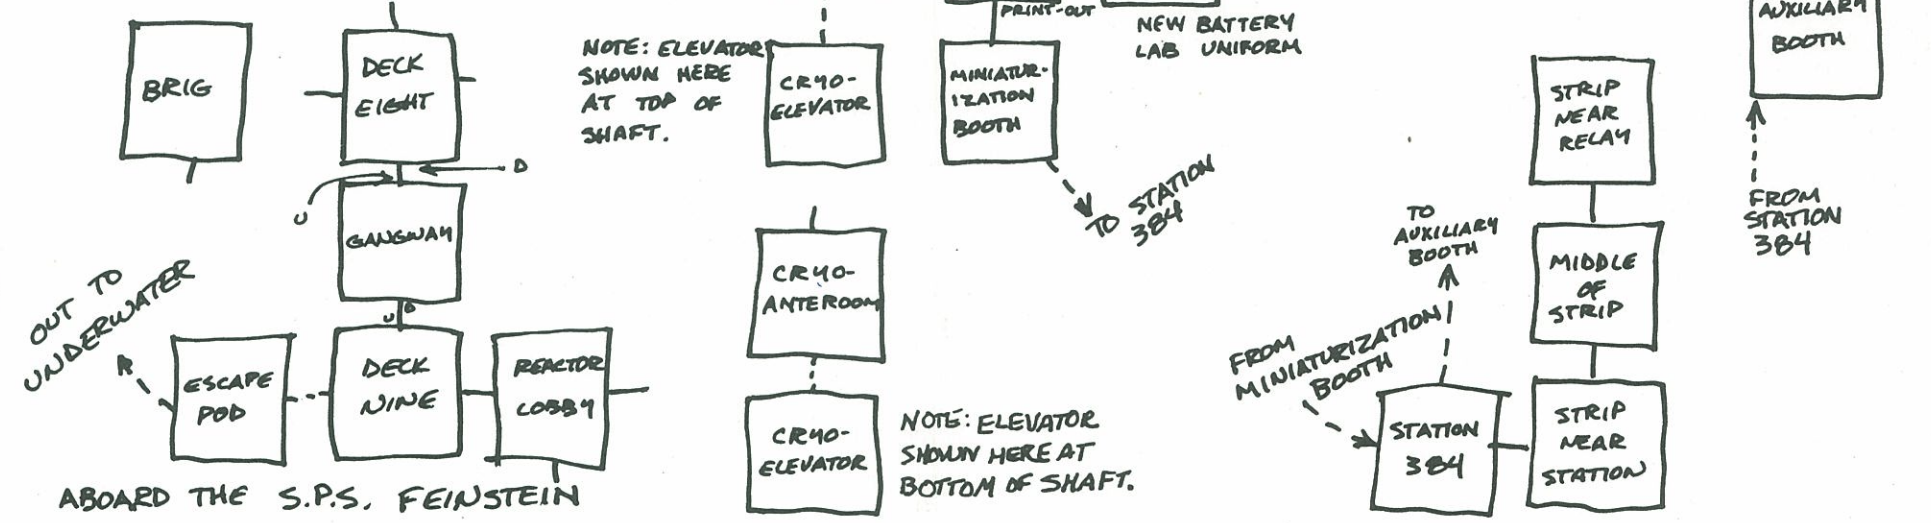 BRIG
DECK
EIGHT
D
U
GANGWAY
OUT TO
UNDERWATER
U D
ESCAPE
POD
DECK
NINE
REACTOR
LOBBY
ABOARD THE S.P.S. FEINSTEIN
NOTE: ELEVATOR
SHOWN HERE
AT TOP OF
SHAFT.
CRYO-
ELEVATOR
PRINT-OUT
MINIATUR-
IZATION
BOOTH
NEW BATTERY
LAB UNIFORM
TO STATION
384
CRYO-
ANTEROOM
CRYO-
ELEVATOR
NOTE: ELEVATOR
SHOWN HERE AT
BOTTOM OF SHAFT.
AUXILIARY
BOOTH
FROM
STATION
384
STRIP
NEAR
RELAY
MIDDLE
OF
STRIP
TO
AUXILIARY
BOOTH
FROM
MINIATURIZATION
BOOTH
STATION
384
STRIP
NEAR
STATION